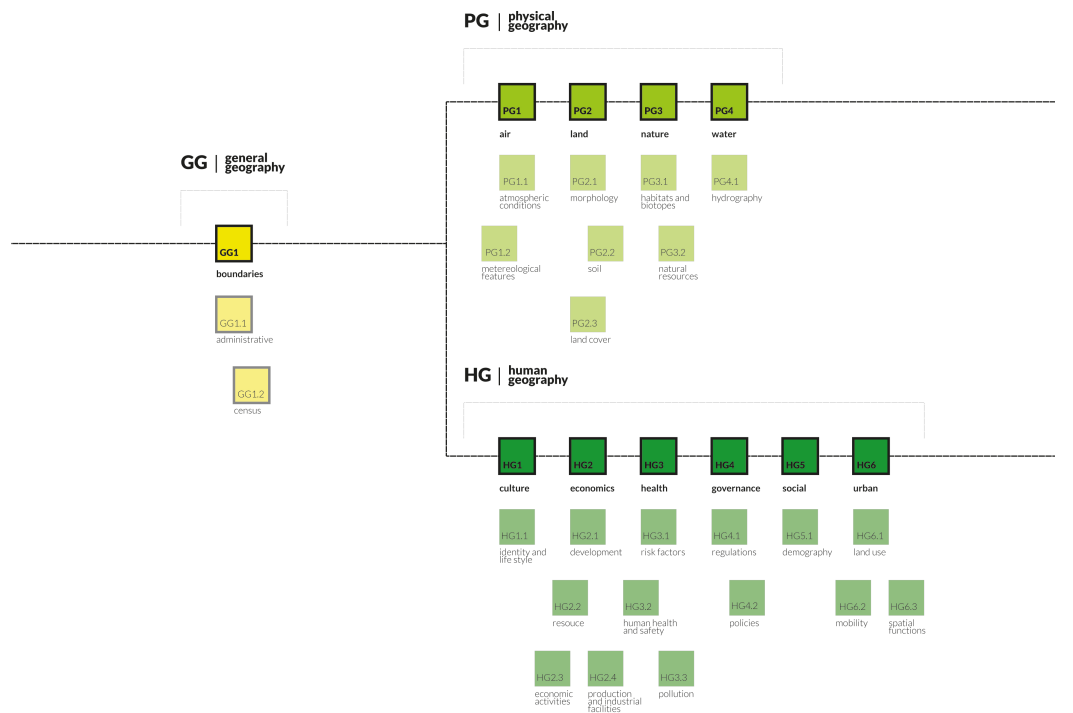 PG | physical
geography
PG1 PG2 PG3 PG4
air land nature water
GG | general
geography
PG1.1 PG2.1 PG3.1 PG4.1
atmospheric morphology habitats and hydrography
conditions biotopes
GG1
PG1.2 PG2.2 PG3.2
boundaries
metereological soil natural
features resources
GG1.1
PG2.3
administrative land cover
HG | human
geography
GG1.2
census
HG1 HG2 HG3 HG4 HG5 HG6
culture economics health governance social urban
HG1.1 HG2.1 HG3.1 HG4.1 HG5.1 HG6.1
identity and development risk factors regulations demography land use
life style
HG2.2 HG3.2 HG4.2 HG6.2 HG6.3
resouce human health policies mobility spatial
and safety functions
HG2.3 HG2.4 HG3.3
economic production pollution
activities and industrial
facilities